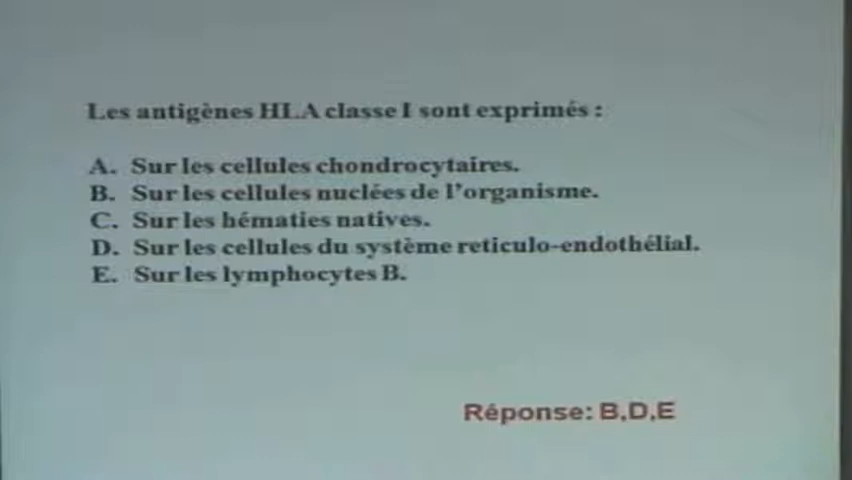 Les antigènes HLA classe I sont exprimés :
A. Sur les cellules chondrocytaires.
B. Sur les cellules nuclées de l'organisme.
C. Sur les hématies natives.
D. Sur les cellules du système reticulo-endothélial.
E. Sur les lymphocytes B.
Réponse: B,D,E